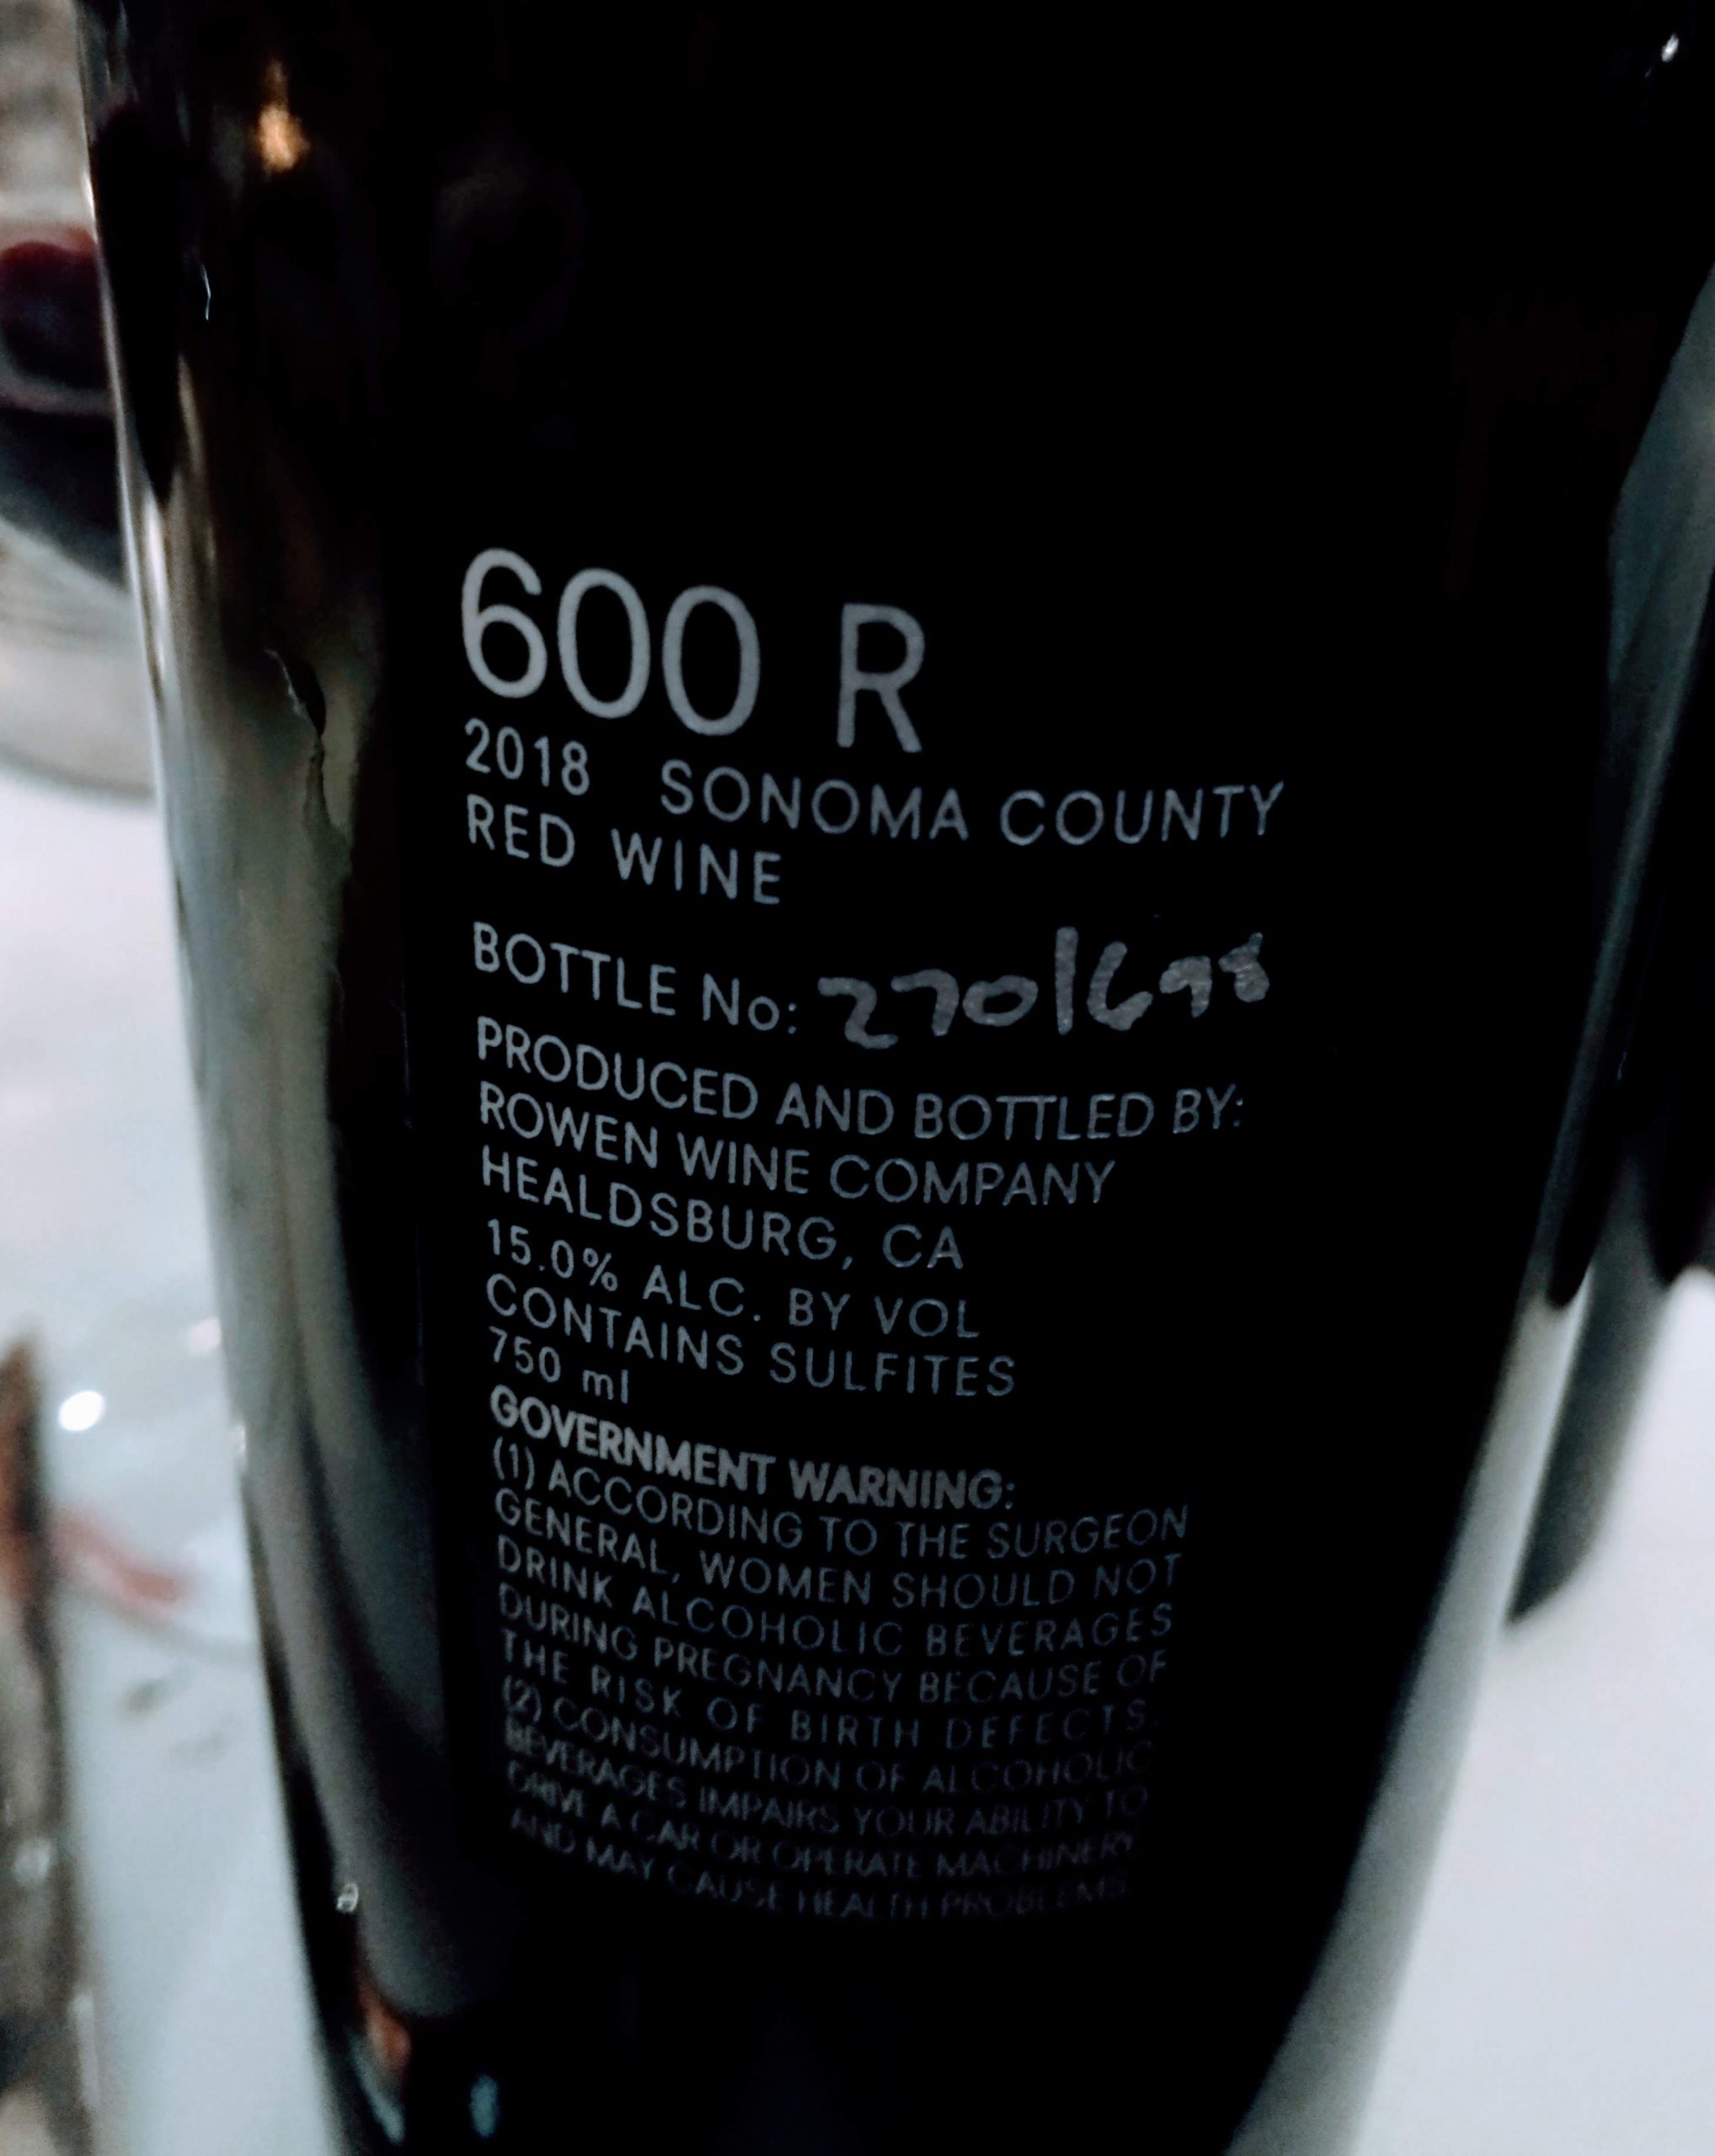 600 R
2018 SONOMA COUNTY
RED WINE
BOTTLE No: 270/698
PRODUCED AND BOTTLED BY:
ROWEN WINE COMPANY
HEALDSBURG, CA
15.0% ALC. BY VOL
CONTAINS SULFITES
750 ml
GOVERNMENT WARNING:
(1) ACCORDING TO THE SURGEON
GENERAL, WOMEN SHOULD NOT
DRINK ALCOHOLIC BEVERAGES
DURING PREGNANCY BECAUSE OF
THE RISK OF BIRTH DEFECTS.
(2) CONSUMPTION OF ALCOHOLIC
BEVERAGES IMPAIRS YOUR ABILITY TO
DRIVE A CAR OR OPERATE MACHINERY
AND MAY CAUSE HEALTH PROBLEMS.